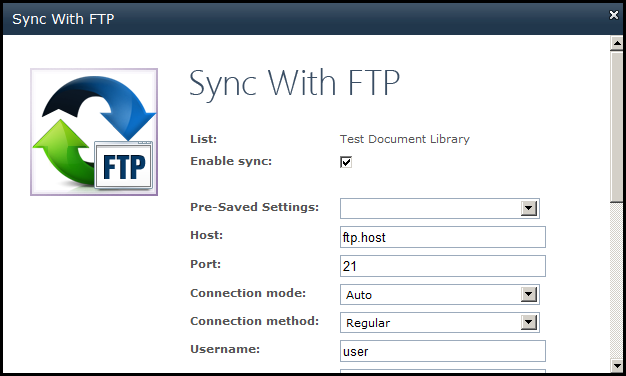 Sync With FTP
Sync With FTP
FTP
List: Test Document Library
Enable sync:
Pre-Saved Settings:
Host: ftp.host
Port: 21
Connection mode: Auto
Connection method: Regular
Username: user